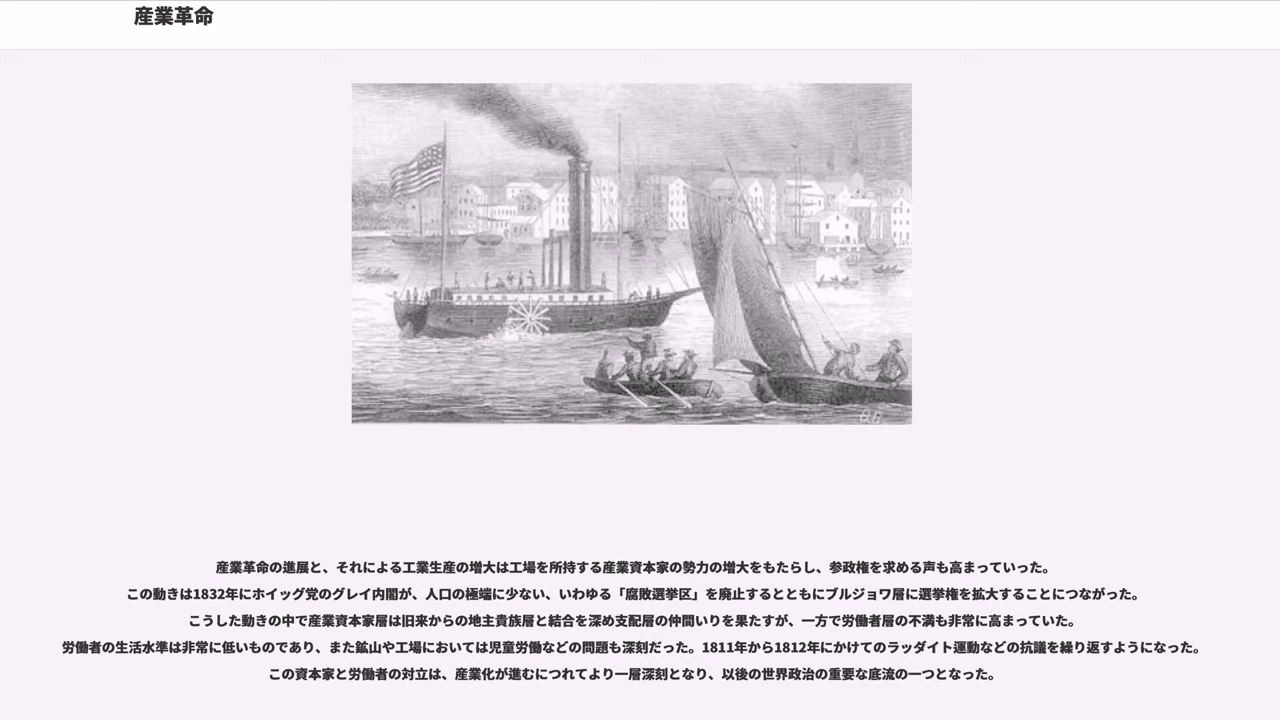 産業革命
産業革命の進展と、それによる工業生産の増大は工場を所持する産業資本家の勢力の増大をもたらし、参政権を求める声も高まっていった。
この動きは1832年にホイッグ党のグレイ内閣が、人口の極端に少ない、いわゆる「腐敗選挙区」を廃止するとともにブルジョワ層に選挙権を拡大することにつながった。
こうした動きの中で産業資本家層は旧来からの地主貴族層と結合を深め支配層の仲間いりを果たすが、一方で労働者層の不満も非常に高まっていた。
労働者の生活水準は非常に低いものであり、また鉱山や工場においては児童労働などの問題も深刻だった。1811年から1812年にかけてのラッダイト運動などの抗議を繰り返すようになった。
この資本家と労働者の対立は、産業化が進むにつれてより一層深刻となり、以後の世界政治の重要な底流の一つとなった。